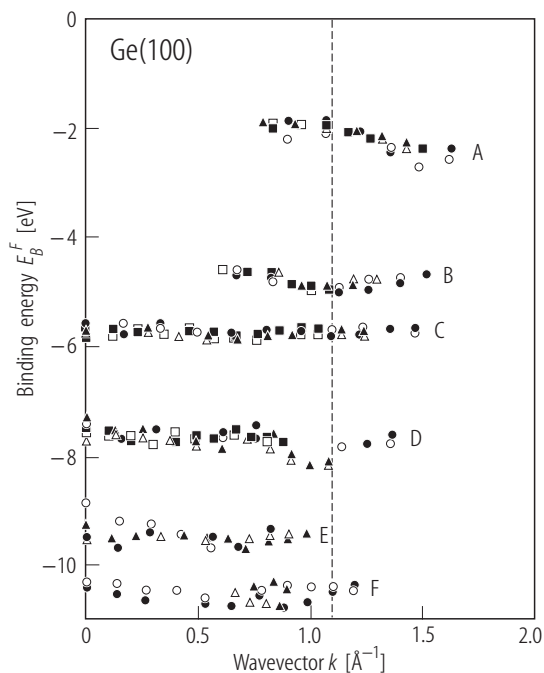 Ge(100)
0
−2
−4
−6
−8
−10
Binding energy E_B^F [eV]
A
B
C
D
E
F
0
0.5
1.0
1.5
2.0
Wavevector k [Å⁻¹]